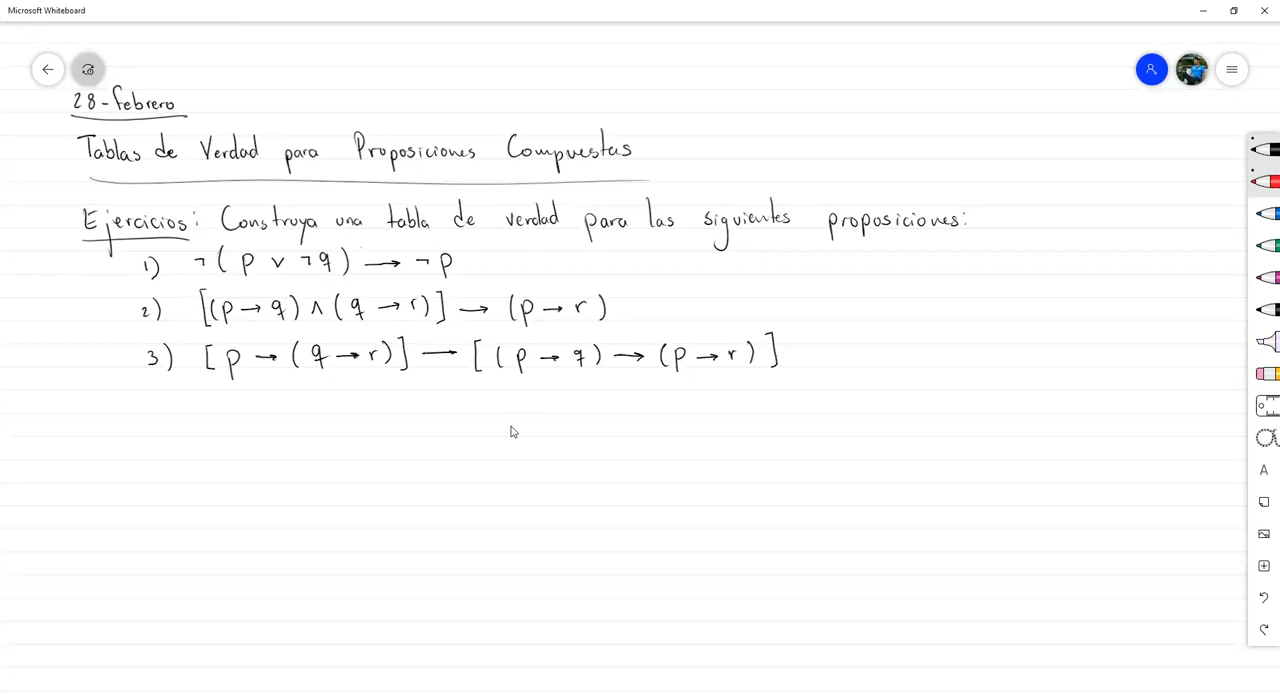 Microsoft Whiteboard
28-febrero
Tablas de Verdad para Proposiciones Compuestas
Ejercicios: Construya una tabla de verdad para las siguientes proposiciones:
1) ¬(p ∨ ¬q) → ¬p
2) [(p → q) ∧ (q → r)] → (p → r)
3) [p → (q → r)] → [(p → q) → (p → r)]
A